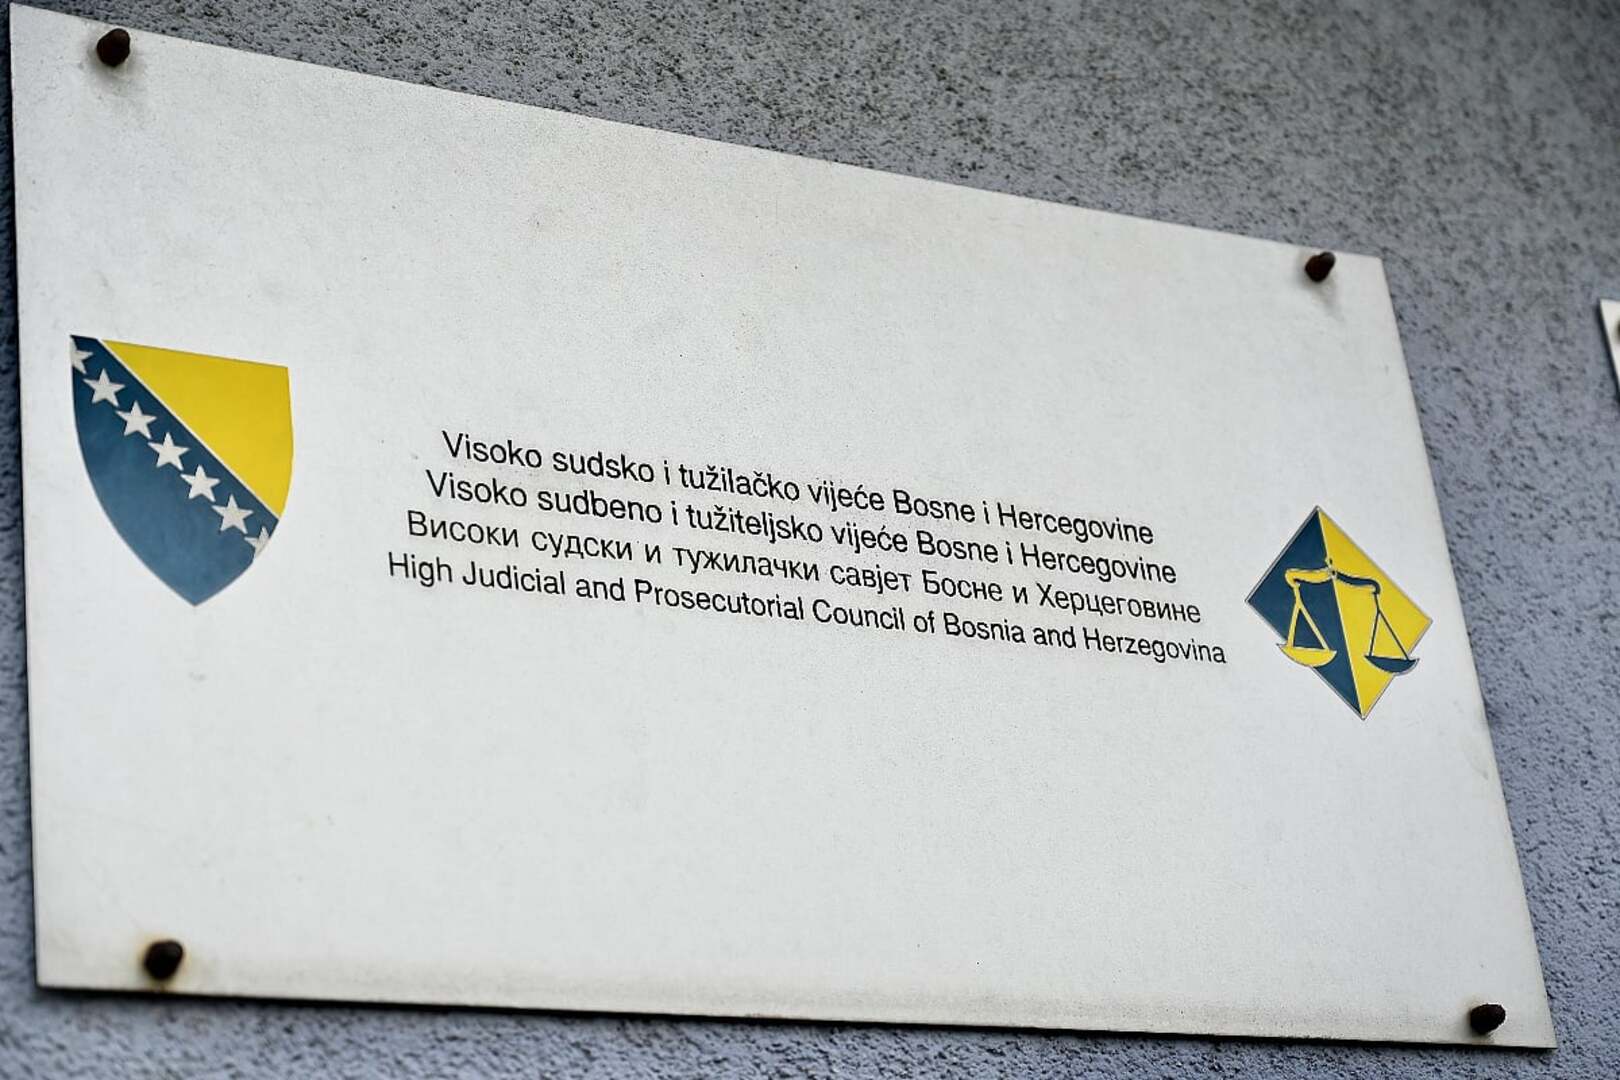 Visoko sudsko i tužilačko vijeće Bosne i Hercegovine
Visoko sudbeno i tužiteljsko vijeće Bosne i Hercegovine
Високи судски и тужилачки савјет Босне и Херцеговине
High Judicial and Prosecutorial Council of Bosnia and Herzegovina